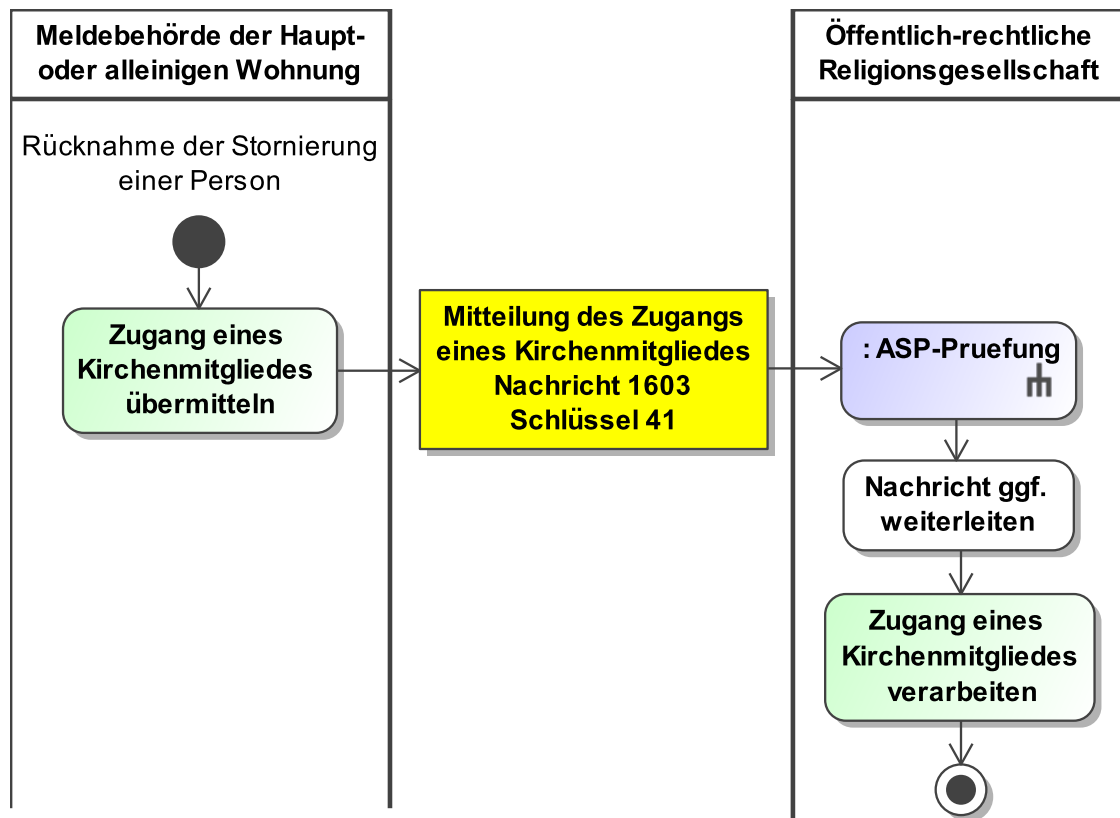 Meldebehörde der Haupt-
oder alleinigen Wohnung
Öffentlich-rechtliche
Religionsgesellschaft
Rücknahme der Stornierung
einer Person
Zugang eines
Kirchenmitgliedes
übermitteln
Mitteilung des Zugangs
eines Kirchenmitgliedes
Nachricht 1603
Schlüssel 41
: ASP-Pruefung
Nachricht ggf.
weiterleiten
Zugang eines
Kirchenmitgliedes
verarbeiten